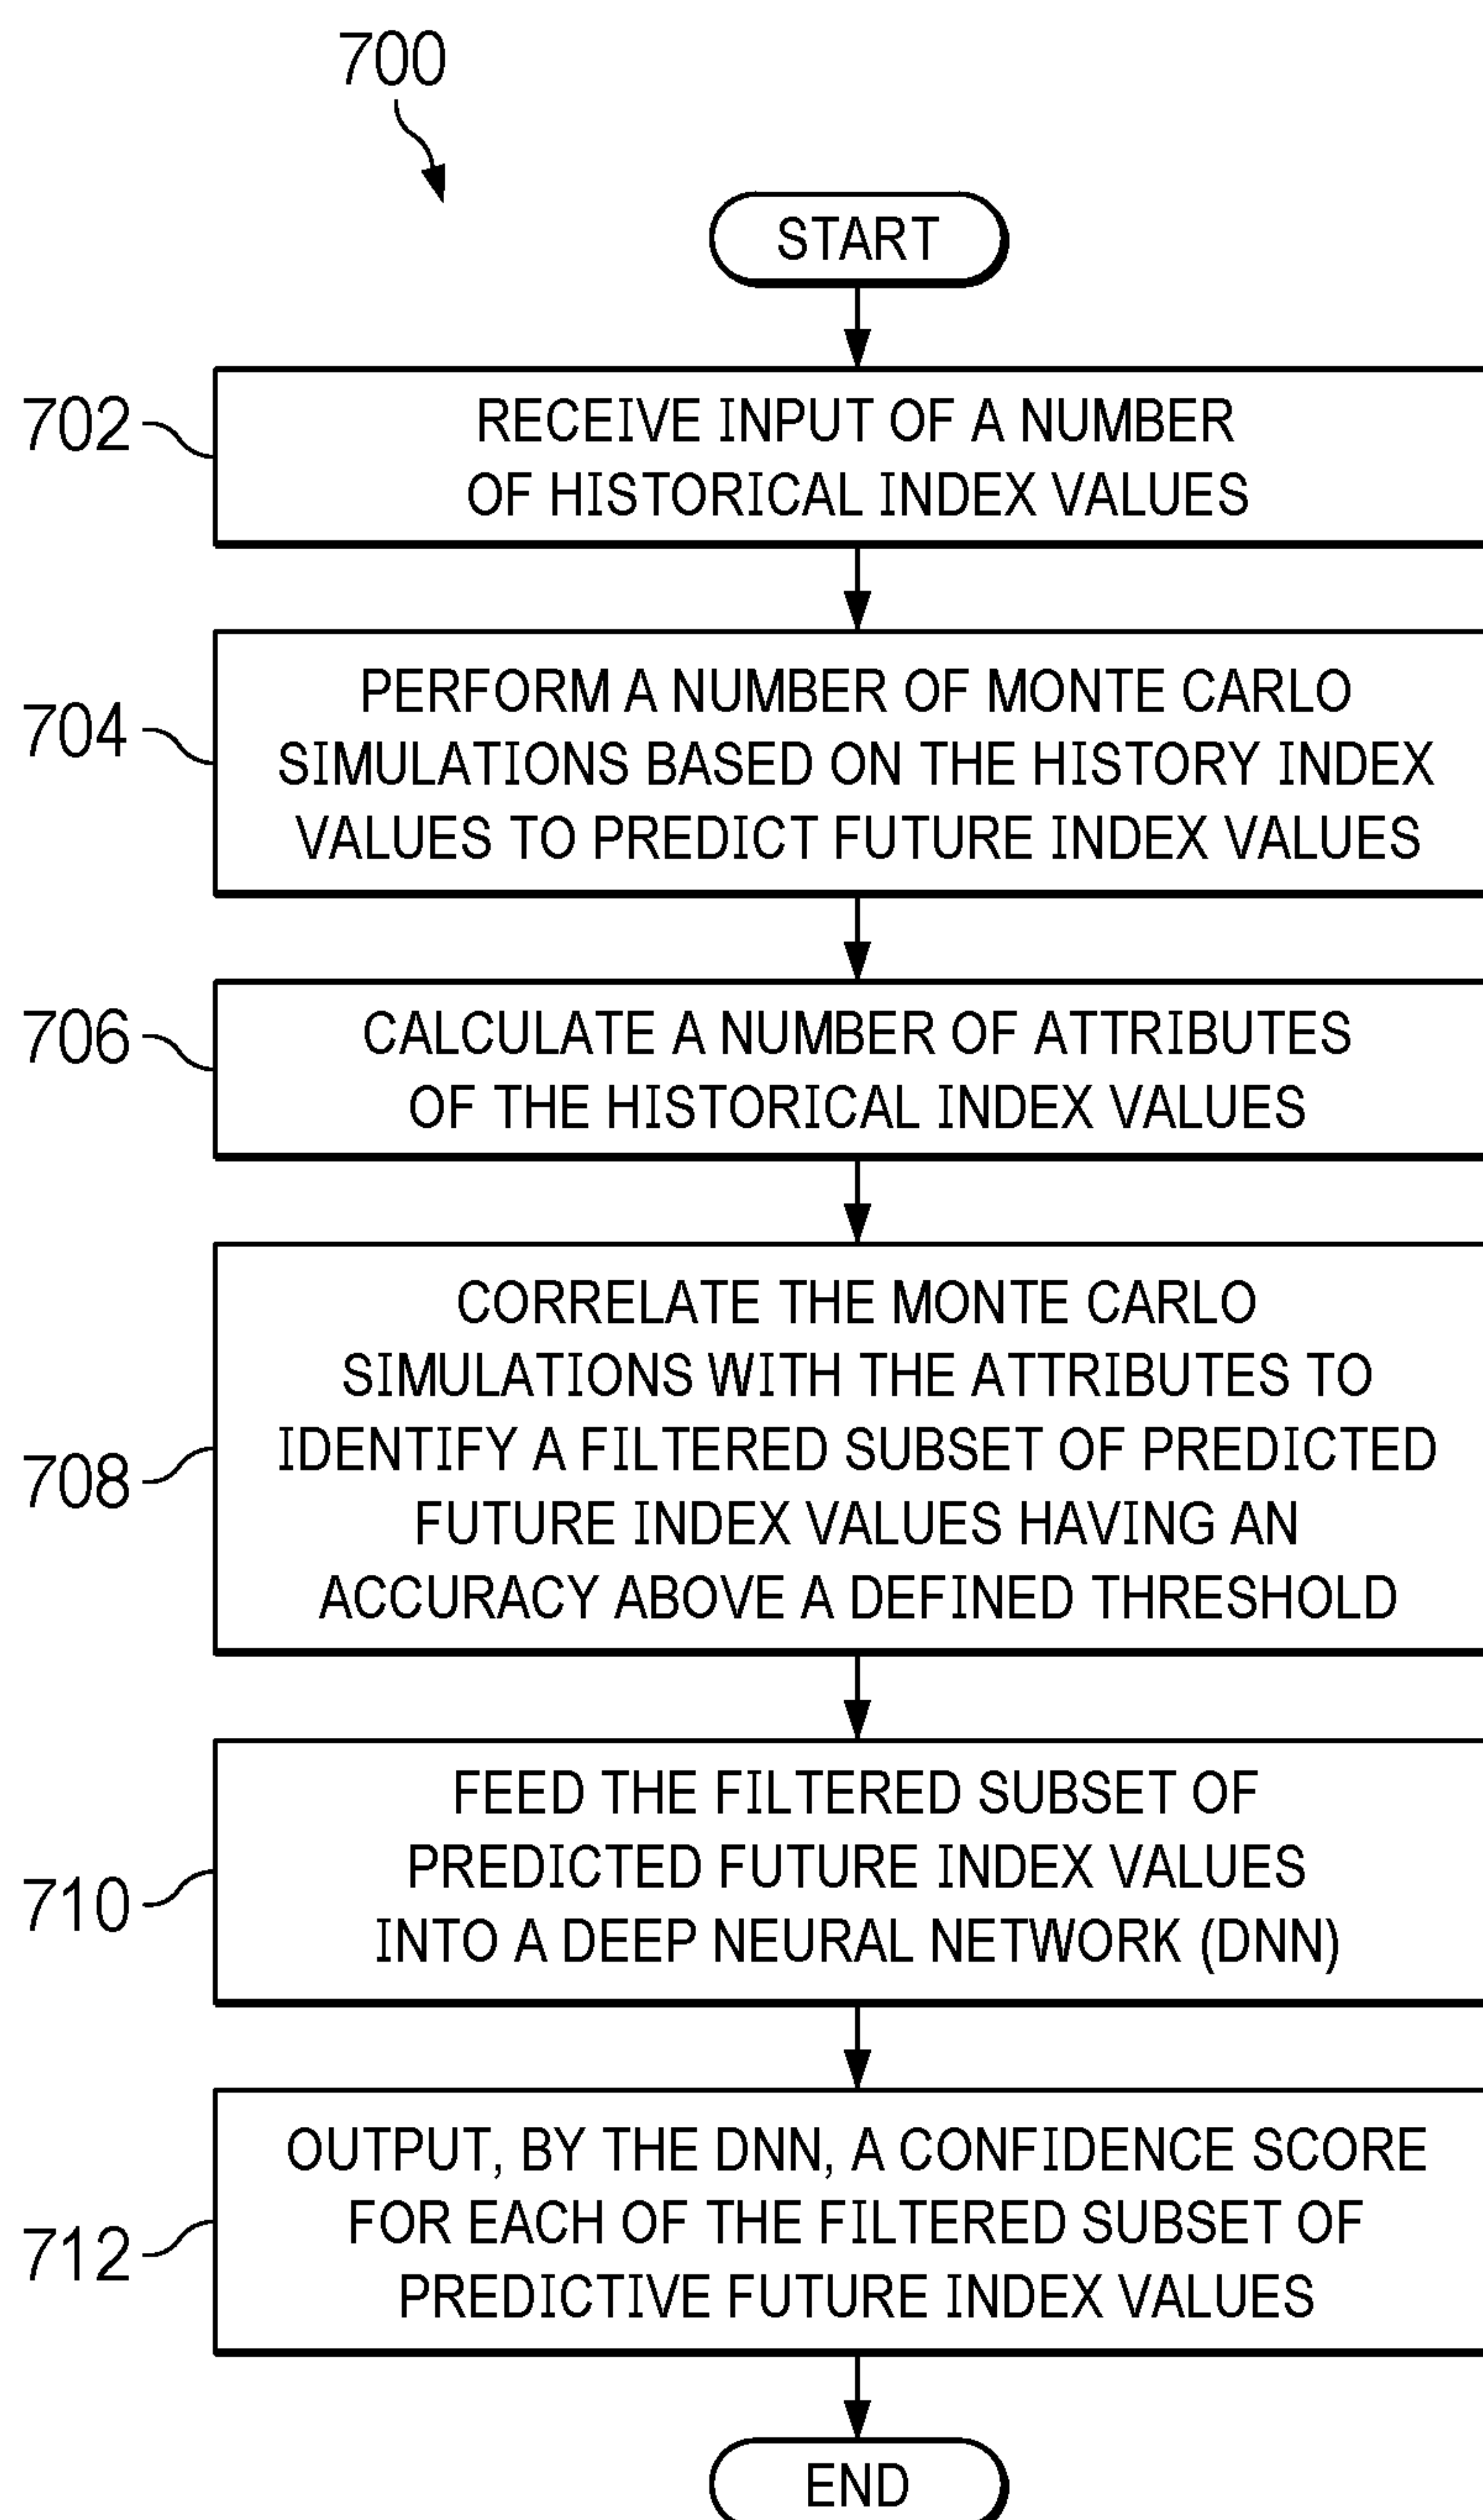 700
START
702
RECEIVE INPUT OF A NUMBER
OF HISTORICAL INDEX VALUES
704
PERFORM A NUMBER OF MONTE CARLO
SIMULATIONS BASED ON THE HISTORY INDEX
VALUES TO PREDICT FUTURE INDEX VALUES
706
CALCULATE A NUMBER OF ATTRIBUTES
OF THE HISTORICAL INDEX VALUES
708
CORRELATE THE MONTE CARLO
SIMULATIONS WITH THE ATTRIBUTES TO
IDENTIFY A FILTERED SUBSET OF PREDICTED
FUTURE INDEX VALUES HAVING AN
ACCURACY ABOVE A DEFINED THRESHOLD
710
FEED THE FILTERED SUBSET OF
PREDICTED FUTURE INDEX VALUES
INTO A DEEP NEURAL NETWORK (DNN)
712
OUTPUT, BY THE DNN, A CONFIDENCE SCORE
FOR EACH OF THE FILTERED SUBSET OF
PREDICTIVE FUTURE INDEX VALUES
END